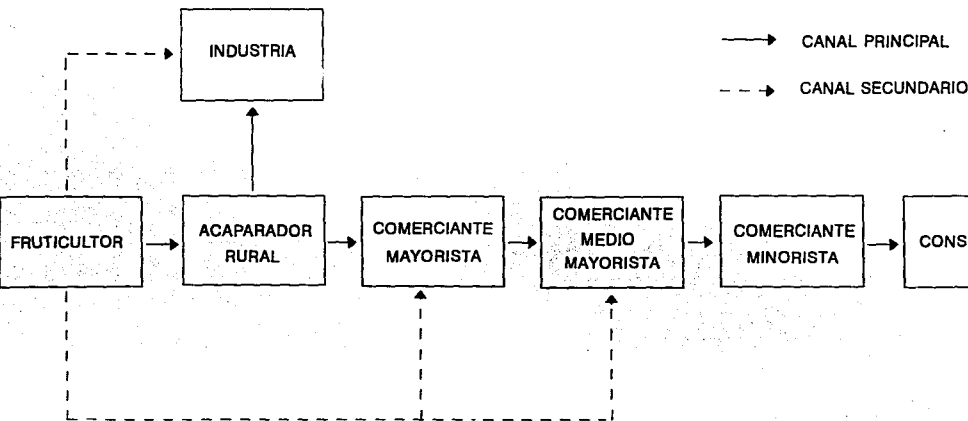 INDUSTRIA
CANAL PRINCIPAL
CANAL SECUNDARIO
FRUTICULTOR
ACAPARADOR
RURAL
COMERCIANTE
MAYORISTA
COMERCIANTE
MEDIO
MAYORISTA
COMERCIANTE
MINORISTA
CONS